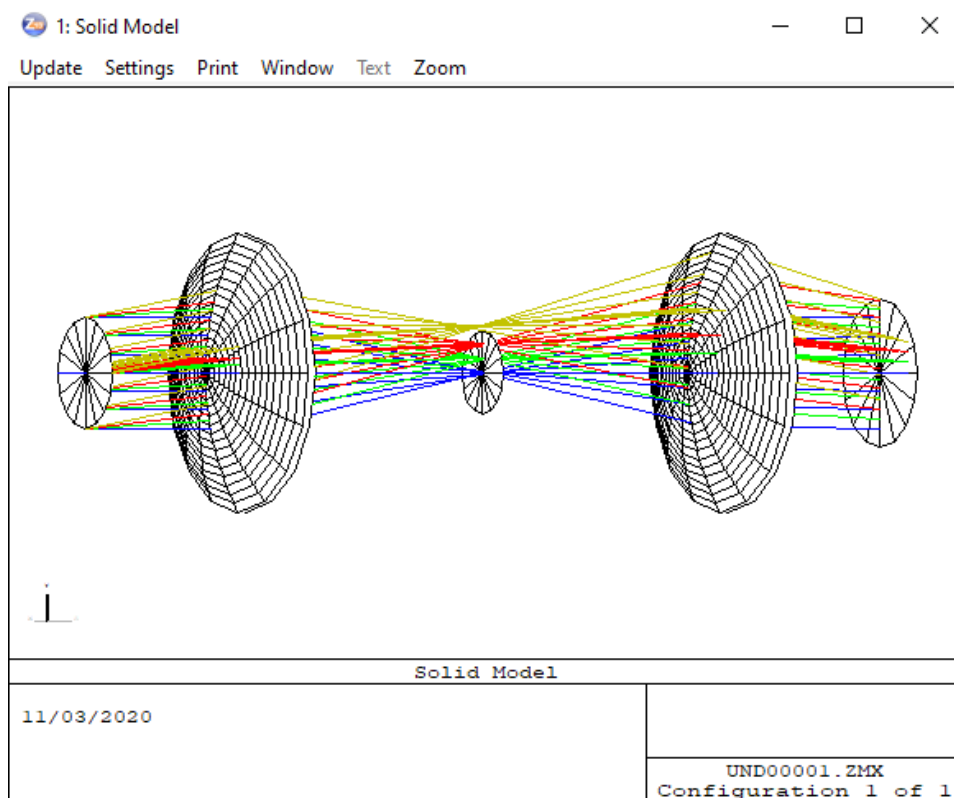 1: Solid Model
Update Settings Print Window Text Zoom
Solid Model
11/03/2020
UND00001.ZMX
Configuration 1 of 1